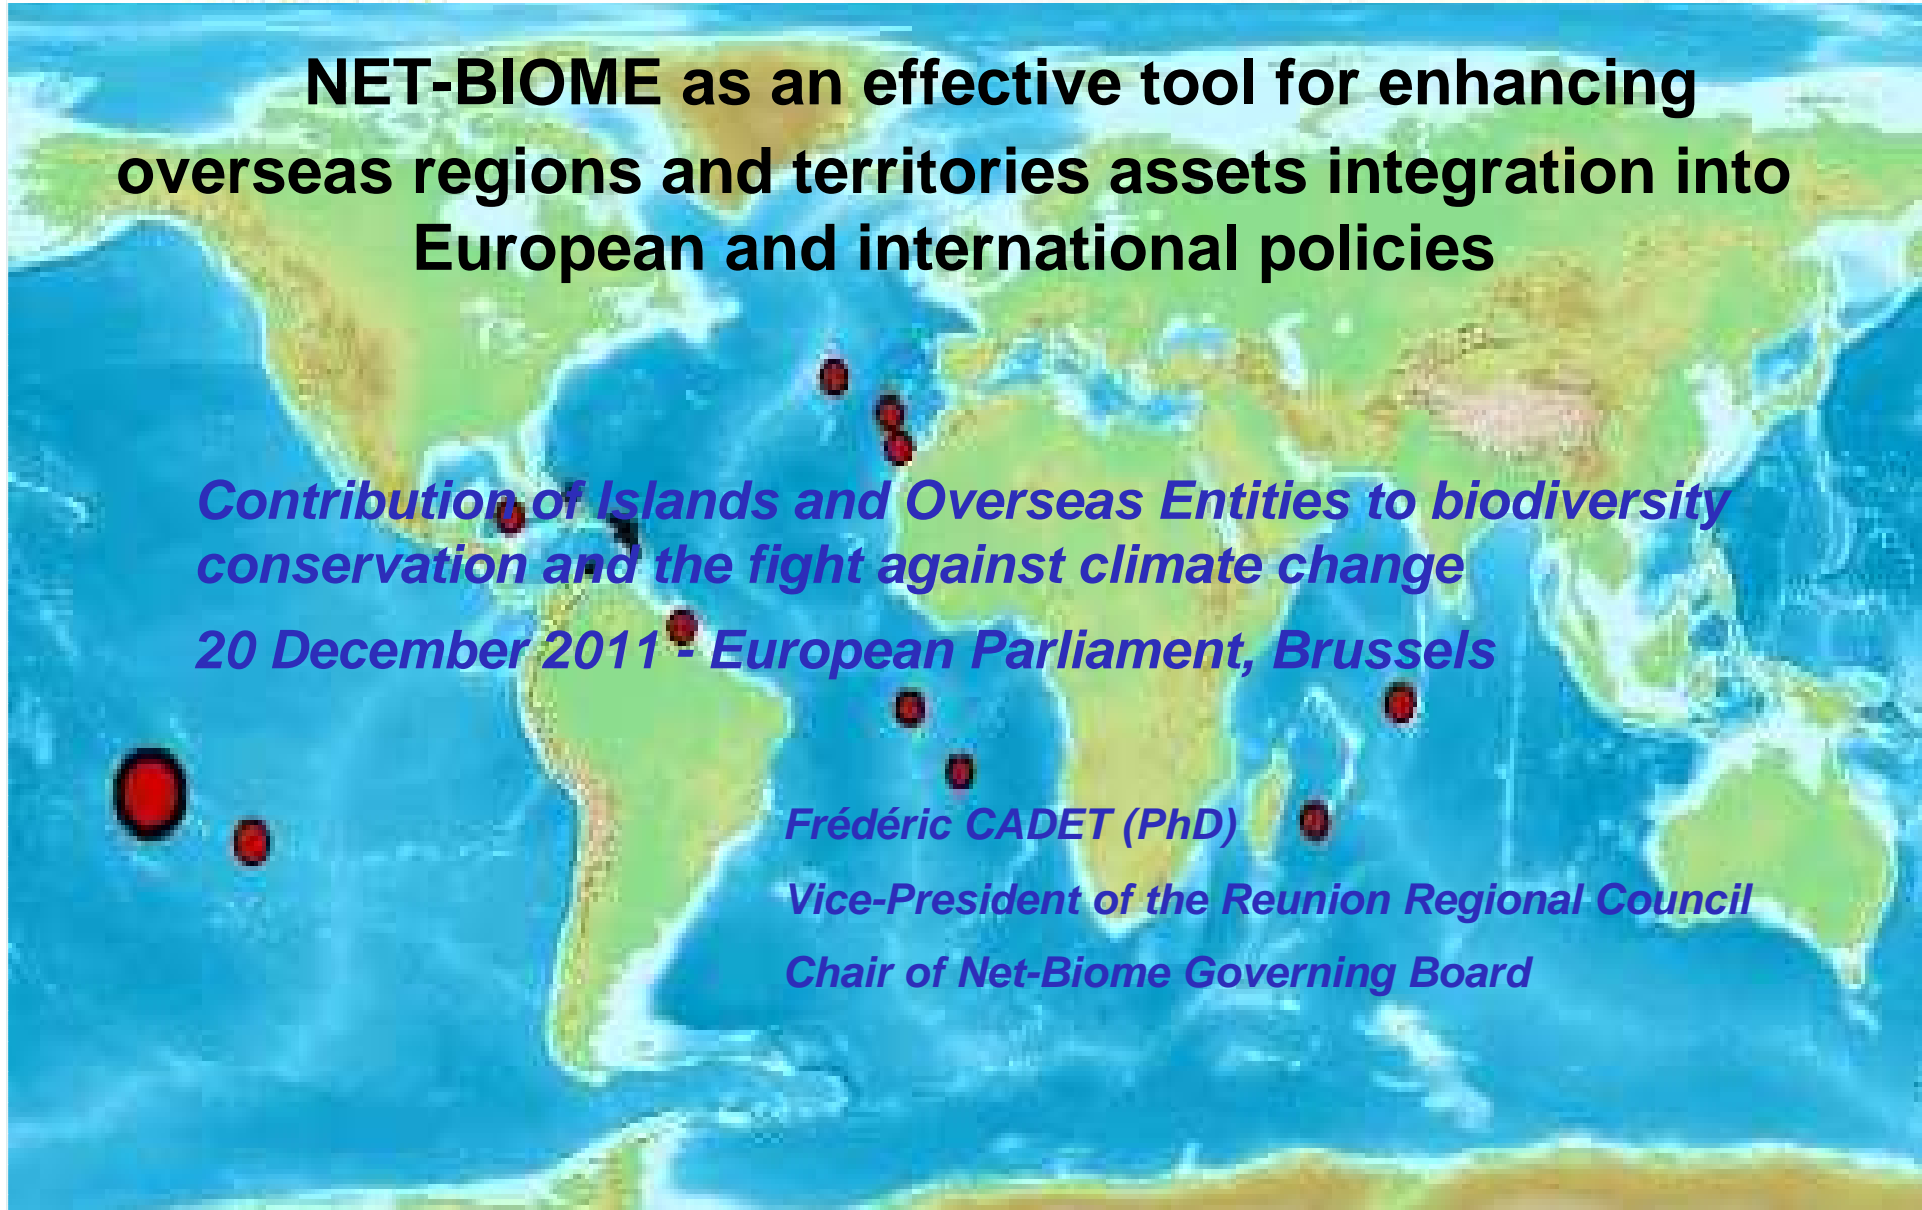 NET-BIOME as an effective tool for enhancing
overseas regions and territories assets integration into
European and international policies
Contribution of Islands and Overseas Entities to biodiversity
conservation and the fight against climate change
20 December 2011 - European Parliament, Brussels
Frédéric CADET (PhD)
Vice-President of the Reunion Regional Council
Chair of Net-Biome Governing Board